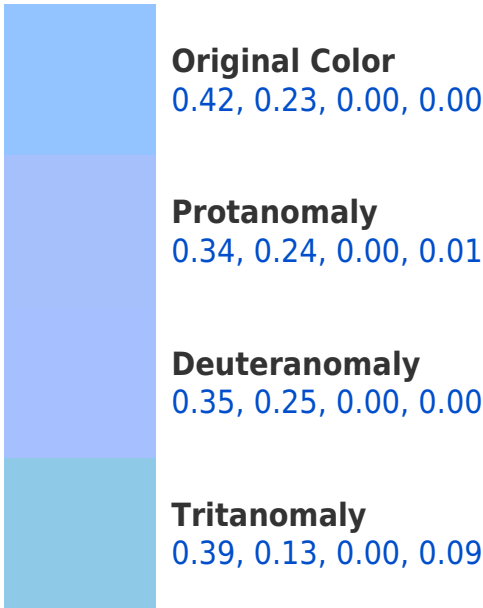 Original Color
0.42, 0.23, 0.00, 0.00
Protanomaly
0.34, 0.24, 0.00, 0.01
Deuteranomaly
0.35, 0.25, 0.00, 0.00
Tritanomaly
0.39, 0.13, 0.00, 0.09